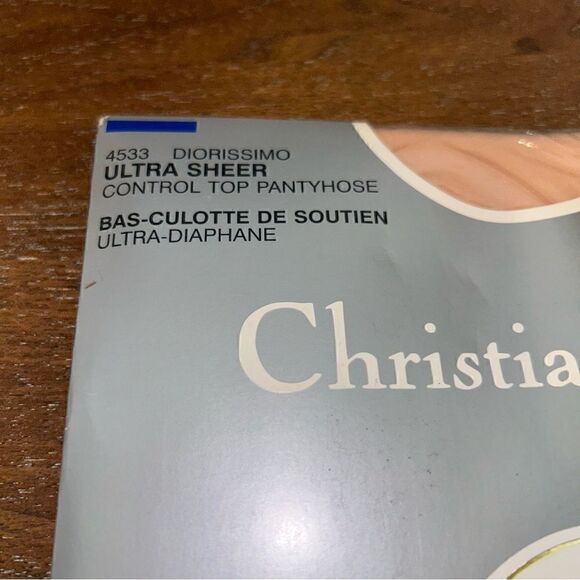 4533 DIORISSIMO
ULTRA SHEER
CONTROL TOP PANTYHOSE
BAS-CULOTTE DE SOUTIEN
ULTRA-DIAPHANE
Christia